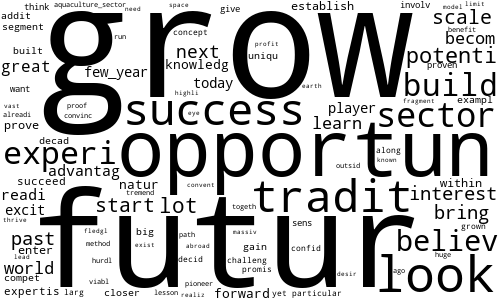 think aquaculture_sector need space give establish involv model limit
addit segment grow concept scale benefit
built run profit next uniqu becom
great few_year knowledg today potenti proven
want highli earth build
vast proof success player fragment exampl
alreadi convinc eye learn sector
prove decad opportun along outsid known
experi advantag
succeed natur tremend convent tradit within interest
readi start lot togeth bring
excit futur grown
thrive past fledgl big path massiv sens believ
enter method exist abroad gain confid huge
lead world hurdl decid challeng promis desir ago look
compet viabl pioneer
expertis larg closer lesson realiz forward yet particular